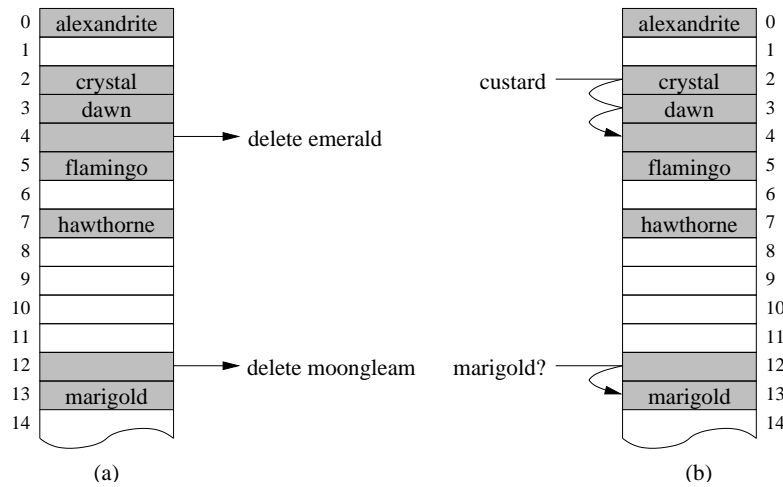 0 alexandrite
1
2 crystal
3 dawn
4 delete emerald
5 flamingo
6
7 hawthorne
8
9
10
11
12 delete moongleam
13 marigold
14
(a)
alexandrite 0
1
custard crystal 2
dawn 3
4
flamingo 5
6
hawthorne 7
8
9
10
11
marigold? 12
marigold 13
14
(b)